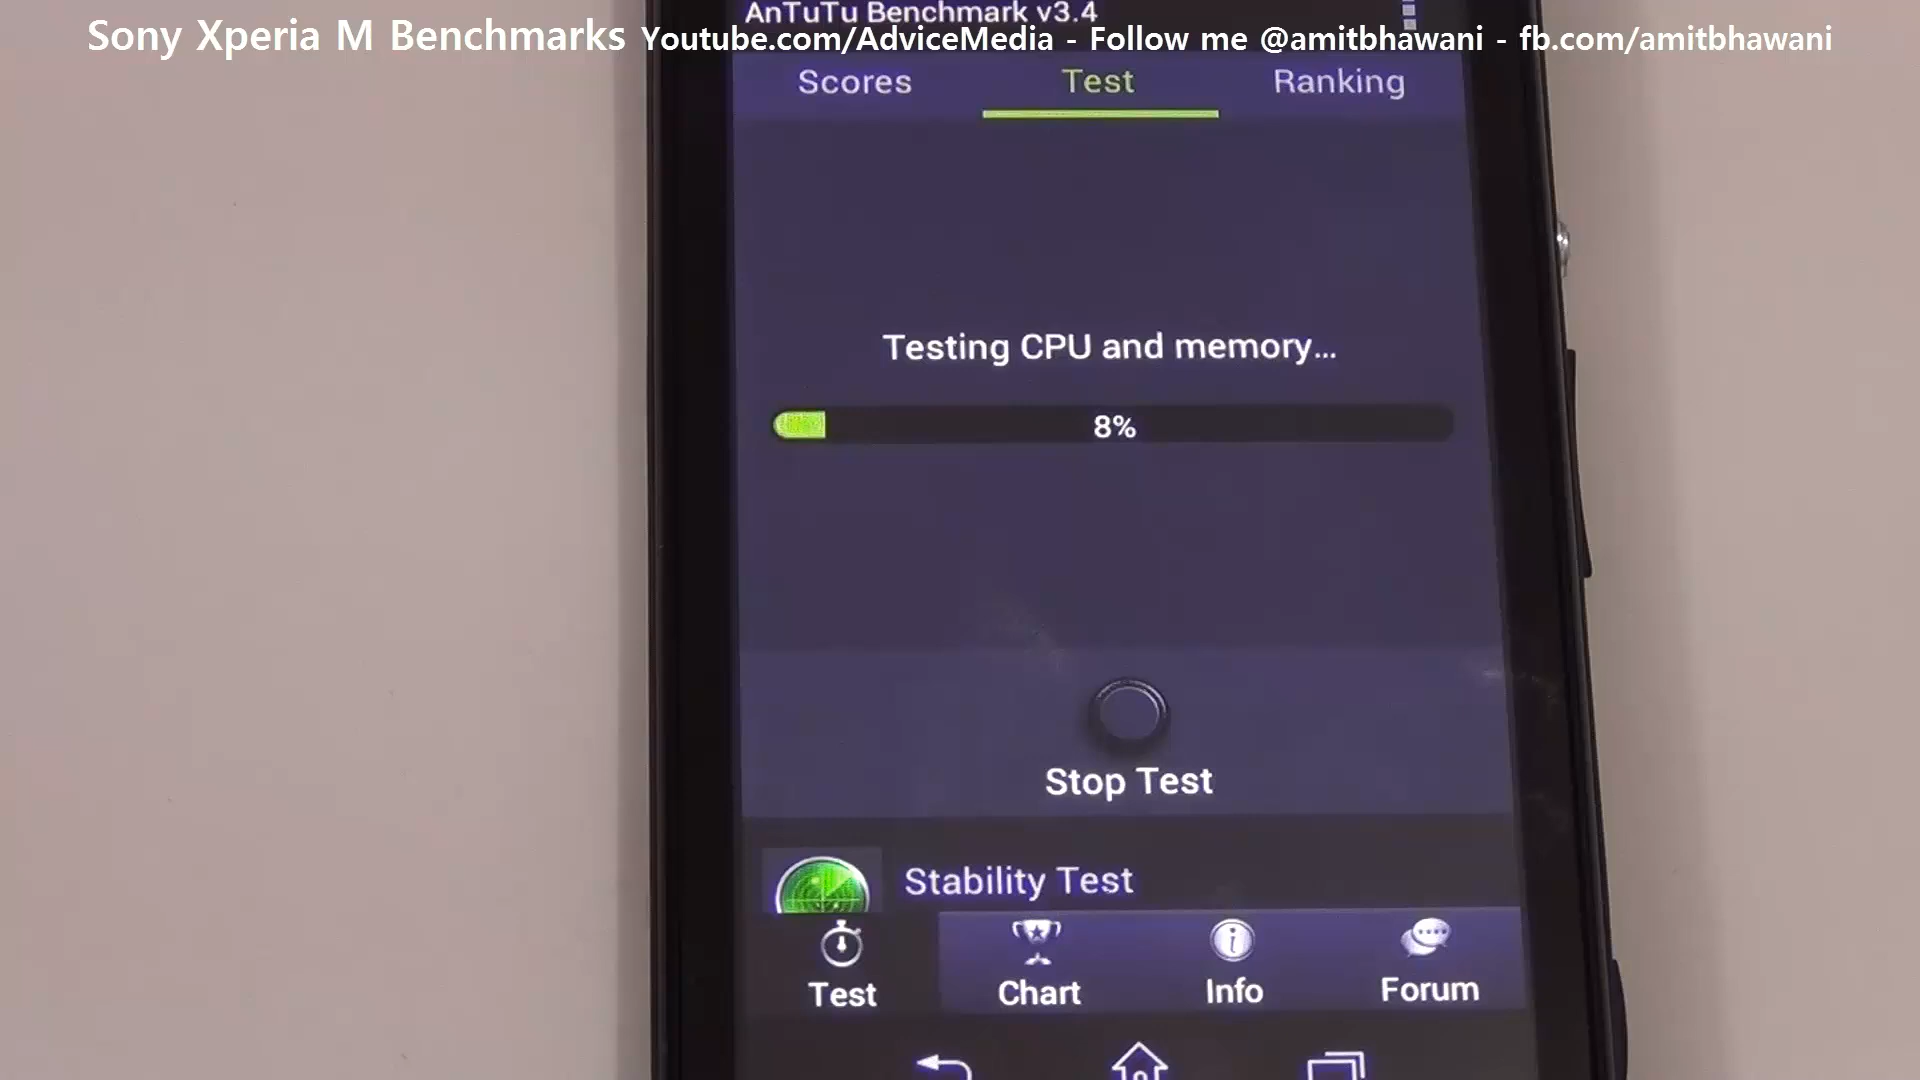 AnTuTu Benchmark v3.4
Sony Xperia M Benchmarks Youtube.com/AdviceMedia - Follow me @amitbhawani - fb.com/amitbhawani
Scores Test Ranking
Testing CPU and memory...
8%
Stop Test
Stability Test
Test Chart Info Forum